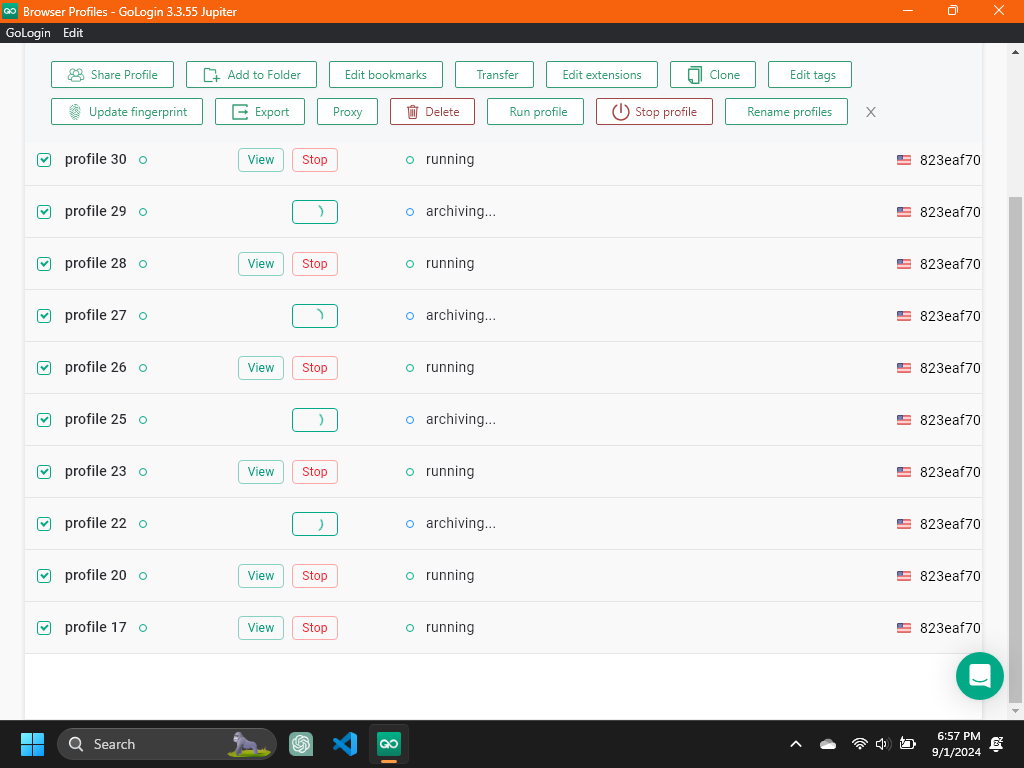 GO Browser Profiles - GoLogin 3.3.55 Jupiter
GoLogin Edit
Share Profile Add to Folder Edit bookmarks Transfer Edit extensions Clone Edit tags
Update fingerprint Export Proxy Delete Run profile Stop profile Rename profiles
profile 30 View Stop running 823eaf70
profile 29 archiving... 823eaf70
profile 28 View Stop running 823eaf70
profile 27 archiving... 823eaf70
profile 26 View Stop running 823eaf70
profile 25 archiving... 823eaf70
profile 23 View Stop running 823eaf70
profile 22 archiving... 823eaf70
profile 20 View Stop running 823eaf70
profile 17 View Stop running 823eaf70
Search GO 6:57 PM
9/1/2024